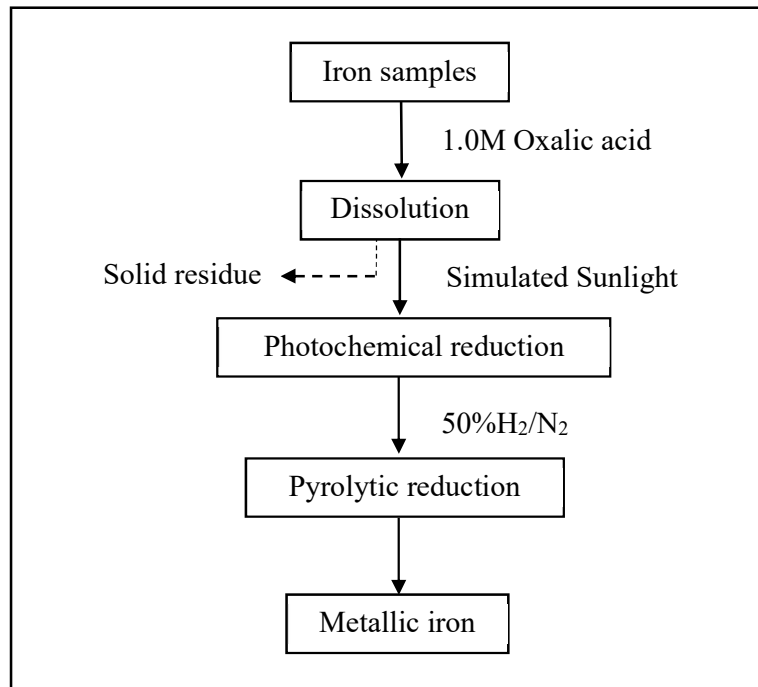 Iron samples
1.0M Oxalic acid
Dissolution
Solid residue
Simulated Sunlight
Photochemical reduction
50%H₂/N₂
Pyrolytic reduction
Metallic iron